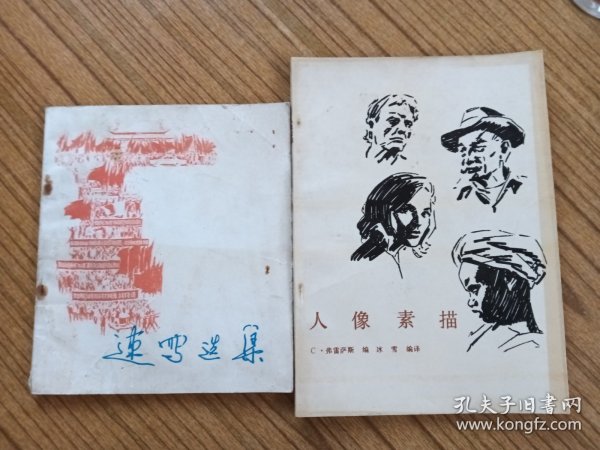 速写选集
人像素描
C·弗雷萨斯 编 冰雪 编译
孔夫子旧书网
www.kongfz.com